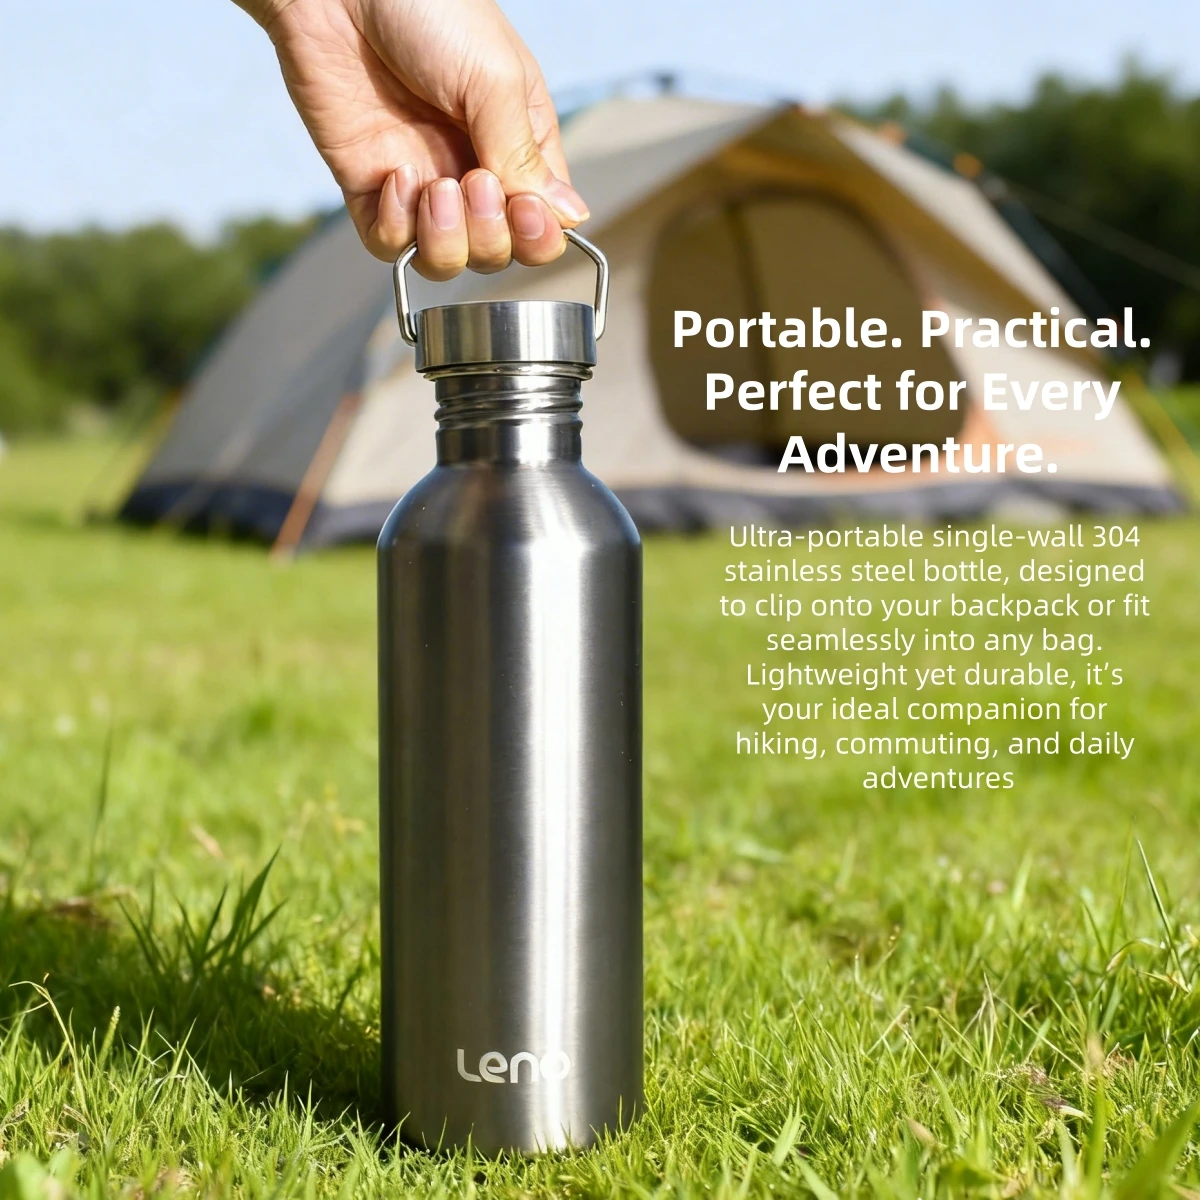 Portable. Practical.
Perfect for Every
Adventure.
Ultra-portable single-wall 304
stainless steel bottle, designed
to clip onto your backpack or fit
seamlessly into any bag.
Lightweight yet durable, it's
your ideal companion for
hiking, commuting, and daily
adventures
Leno